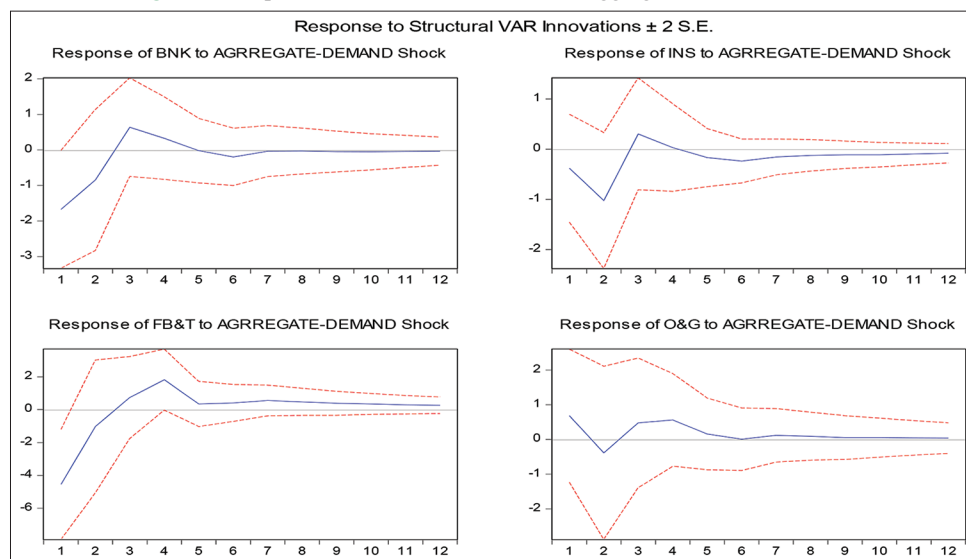 Response to Structural VAR Innovations ± 2 S.E.
Response of BNK to AGRREGATE-DEMAND Shock
2
1
0
-1
-2
-3
1 2 3 4 5 6 7 8 9 10 11 12
Response of INS to AGRREGATE-DEMAND Shock
1
0
-1
-2
1 2 3 4 5 6 7 8 9 10 11 12
Response of FB&T to AGRREGATE-DEMAND Shock
2
0
-2
-4
-6
1 2 3 4 5 6 7 8 9 10 11 12
Response of O&G to AGRREGATE-DEMAND Shock
2
1
0
-1
-2
1 2 3 4 5 6 7 8 9 10 11 12